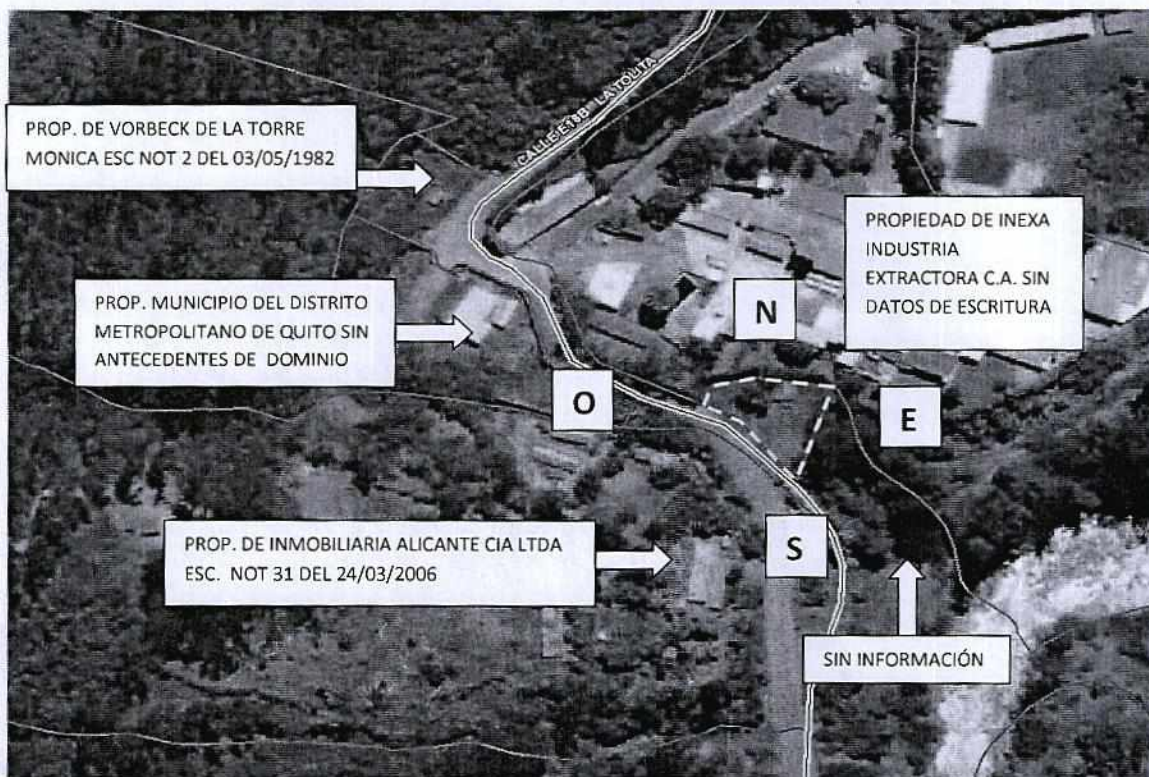 CALLE E18B LA TOLITA
PROP. DE VORBECK DE LA TORRE
MONICA ESC NOT 2 DEL 03/05/1982
PROPIEDAD DE INEXA
INDUSTRIA
EXTRACTORA C.A. SIN
DATOS DE ESCRITURA
PROP. MUNICIPIO DEL DISTRITO
METROPOLITANO DE QUITO SIN
ANTECEDENTES DE DOMINIO
N
O
E
PROP. DE INMOBILIARIA ALICANTE CIA LTDA
ESC. NOT 31 DEL 24/03/2006
S
SIN INFORMACIÓN